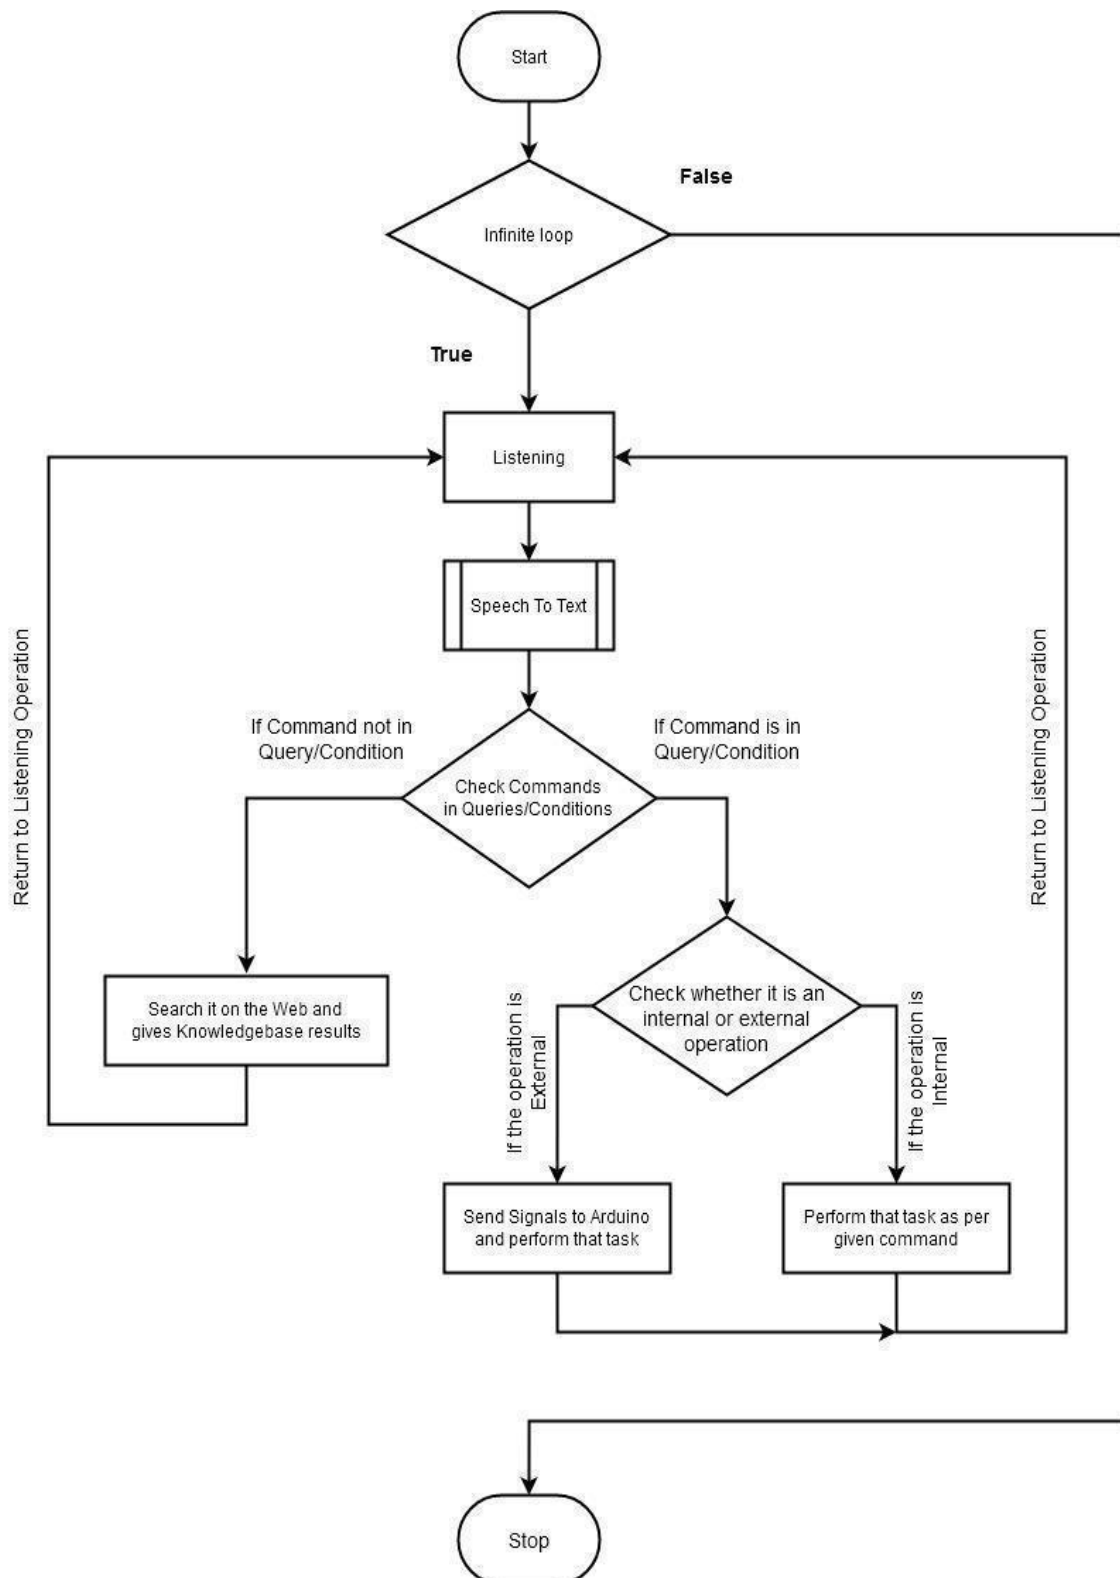 Start
False
Infinite loop
True
Listening
Speech To Text
If Command not in
Query/Condition
If Command is in
Query/Condition
Check Commands
in Queries/Conditions
Return to Listening Operation
Return to Listening Operation
Search it on the Web and
gives Knowledgebase results
Check whether it is an
internal or external
operation
If the operation is
External
If the operation is
Internal
Send Signals to Arduino
and perform that task
Perform that task as per
given command
Stop